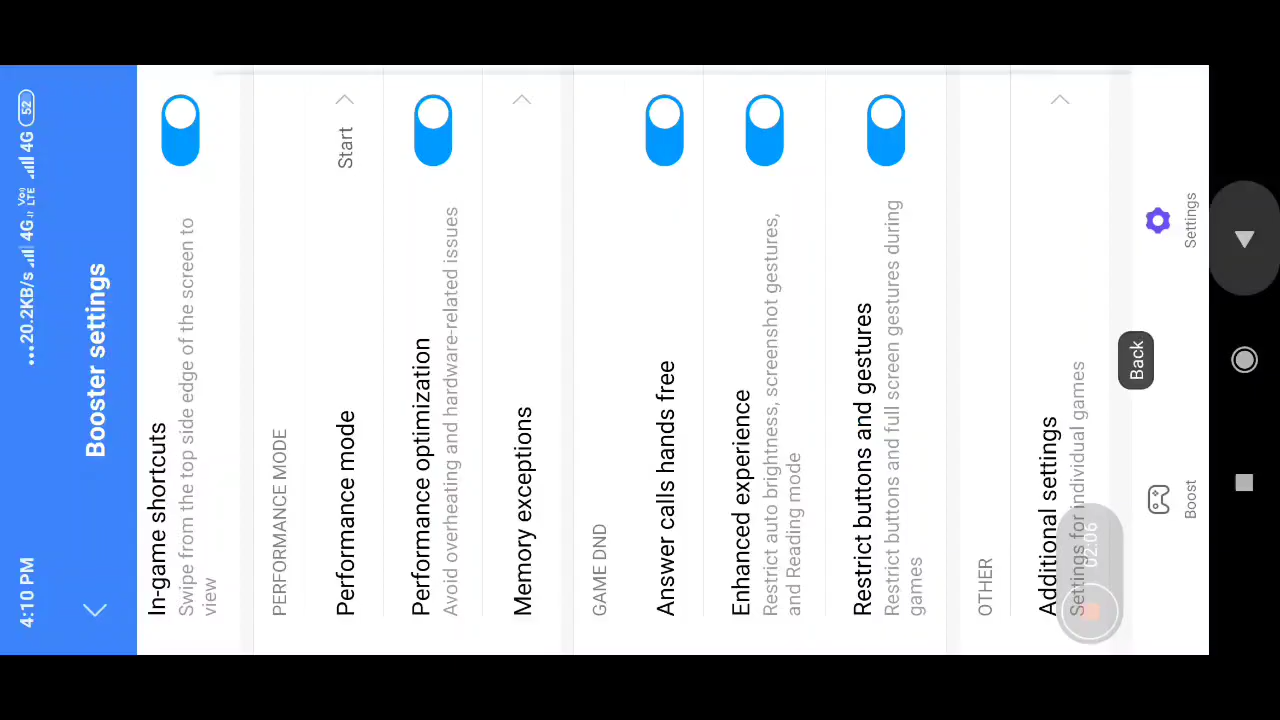 4:10 PM
...20.2KB/s 4G VoLTE 4G 52
Booster settings
In-game shortcuts
Swipe from the top side edge of the screen to
view
PERFORMANCE MODE
Performance mode
Start
Performance optimization
Avoid overheating and hardware-related issues
Memory exceptions
GAME DND
Answer calls hands free
Enhanced experience
Restrict auto brightness, screenshot gestures,
and Reading mode
Restrict buttons and gestures
Restrict buttons and full screen gestures during
games
OTHER
Additional settings
Settings for individual games
02:06
Back
Boost
Settings